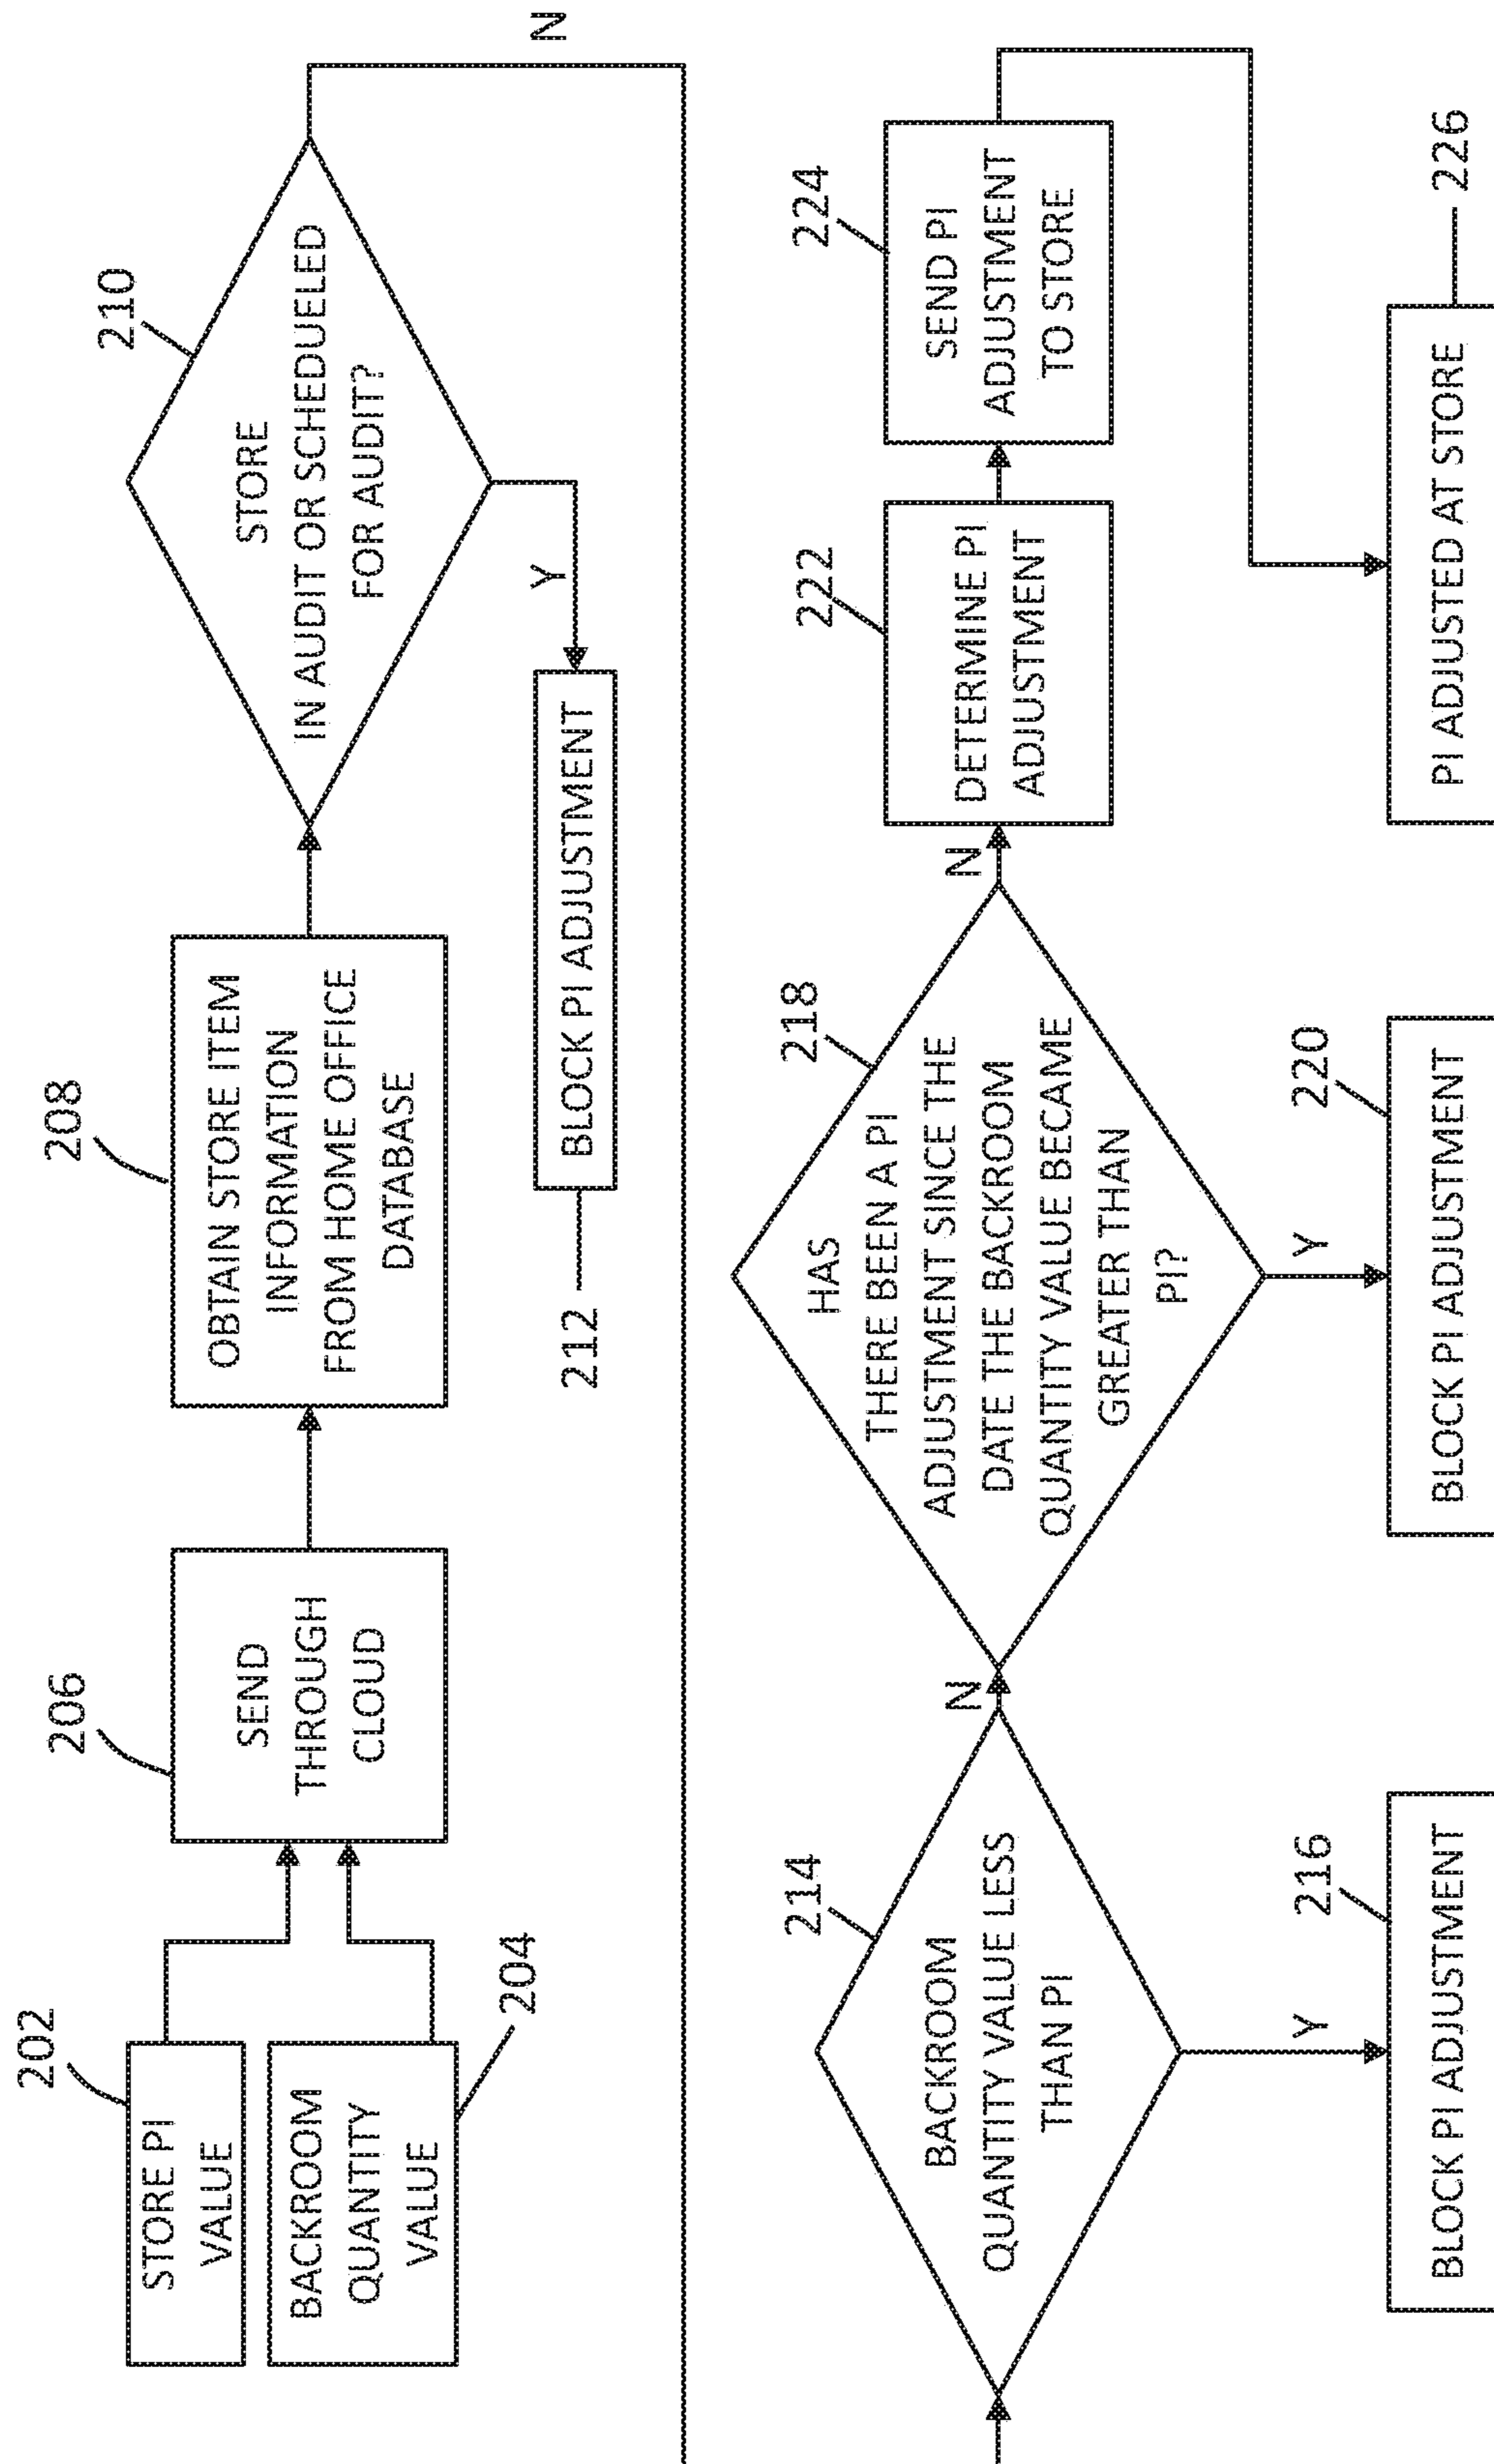 202
STORE PI
VALUE
BACKROOM
QUANTITY
VALUE
204
206
SEND
THROUGH
CLOUD
208
OBTAIN STORE ITEM
INFORMATION
FROM HOME OFFICE
DATABASE
210
STORE
IN AUDIT OR SCHEDUELED
FOR AUDIT?
Y
N
212
BLOCK PI ADJUSTMENT
214
BACKROOM
QUANTITY VALUE LESS
THAN PI
N
Y
216
BLOCK PI ADJUSTMENT
218
HAS
THERE BEEN A PI
ADJUSTMENT SINCE THE
DATE THE BACKROOM
QUANTITY VALUE BECAME
GREATER THAN
PI?
N
Y
220
BLOCK PI ADJUSTMENT
222
DETERMINE PI
ADJUSTMENT
224
SEND PI
ADJUSTMENT
TO STORE
PI ADJUSTED AT STORE
226